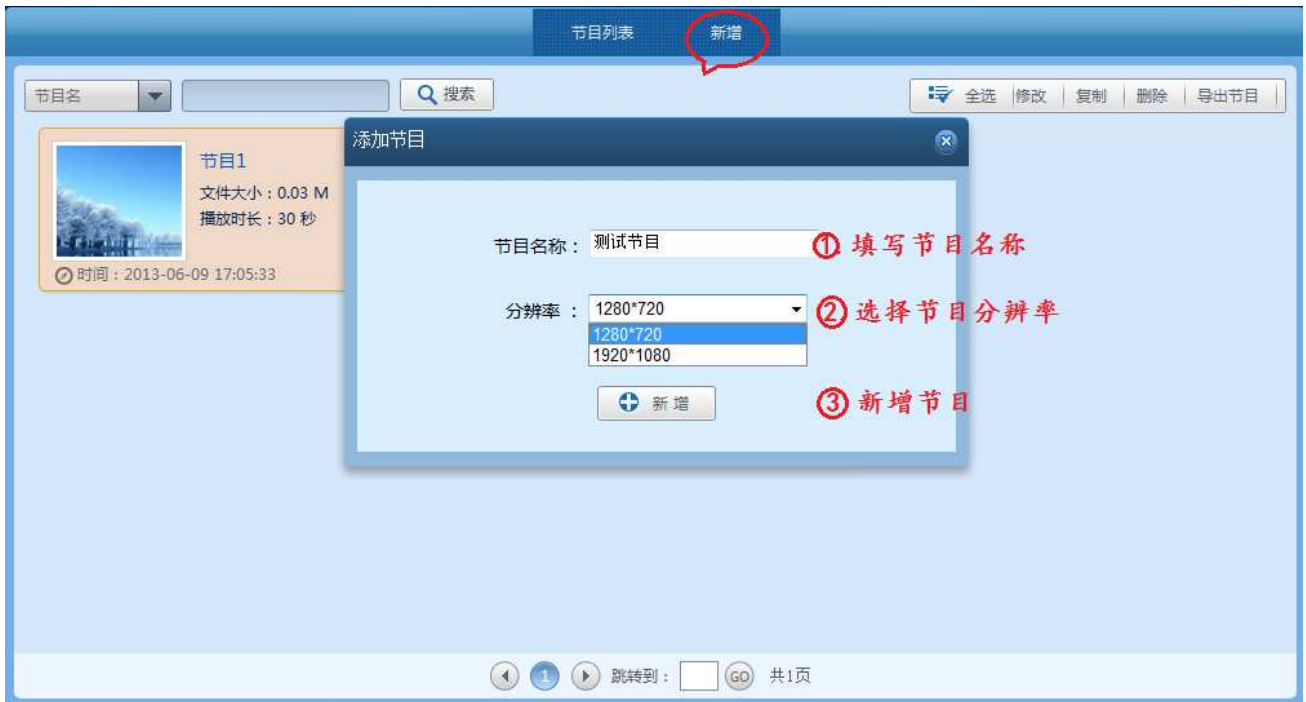 节目列表 新增
节目名 搜索 全选 修改 复制 删除 导出节目
添加节目
节目1
文件大小：0.03 M
播放时长：30 秒
时间：2013-06-09 17:05:33
节目名称： 测试节目 ① 填写节目名称
分辨率 ： 1280*720 ② 选择节目分辨率
1280*720
1920*1080
新增 ③ 新增节目
1 跳转到： GO 共1页